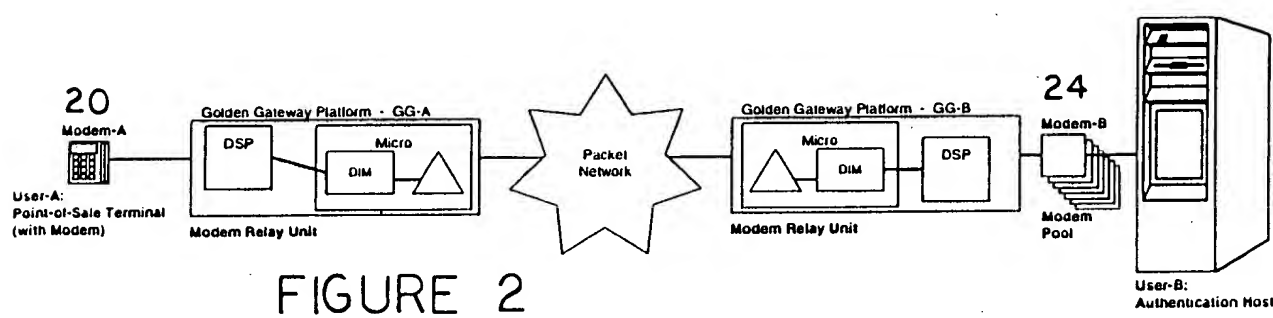 20
Modem-A
User-A:
Point-of-Sale Terminal
(with Modem)
Golden Gateway Platform - GG-A
DSP
Micro
DIM
Modem Relay Unit
Packet
Network
Golden Gateway Platform - GG-B
Micro
DIM
DSP
Modem Relay Unit
24
Modem-B
Modem
Pool
User-B:
Authentication Host
FIGURE 2